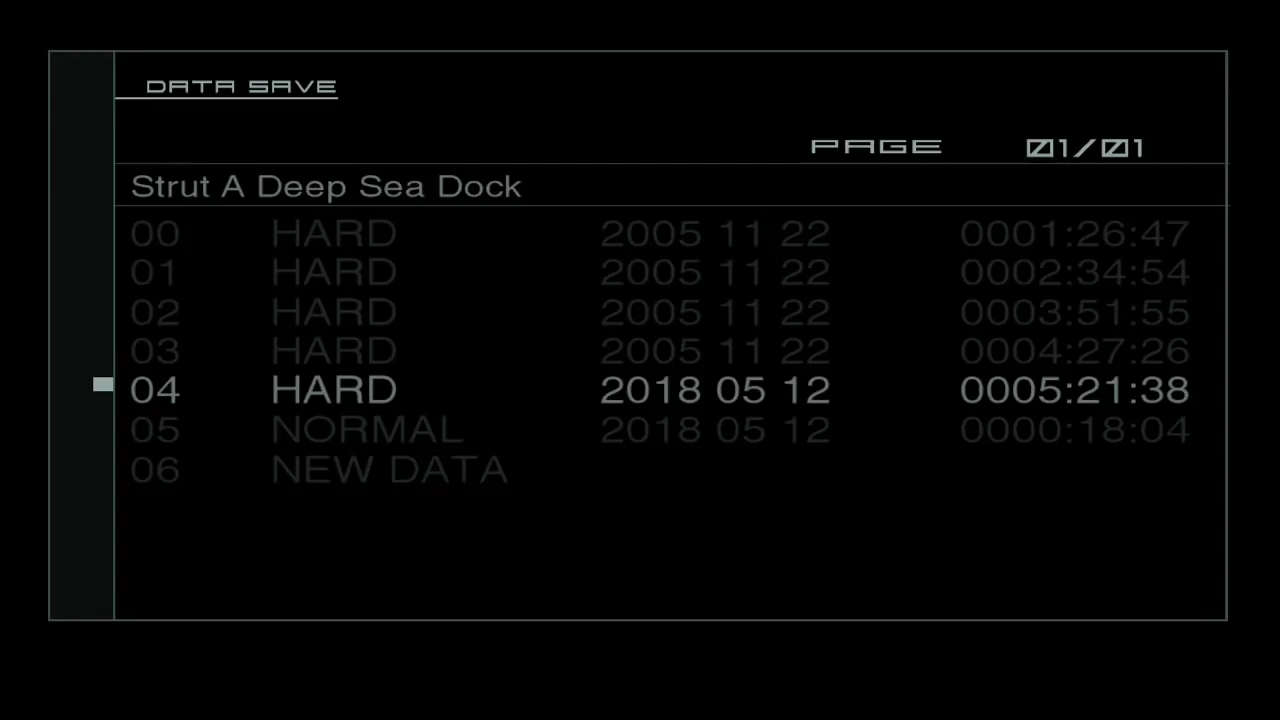 DATA SAVE
PAGE 01/01
Strut A Deep Sea Dock
00 HARD 2005 11 22 0001:26:47
01 HARD 2005 11 22 0002:34:54
02 HARD 2005 11 22 0003:51:55
03 HARD 2005 11 22 0004:27:26
04 HARD 2018 05 12 0005:21:38
05 NORMAL 2018 05 12 0000:18:04
06 NEW DATA